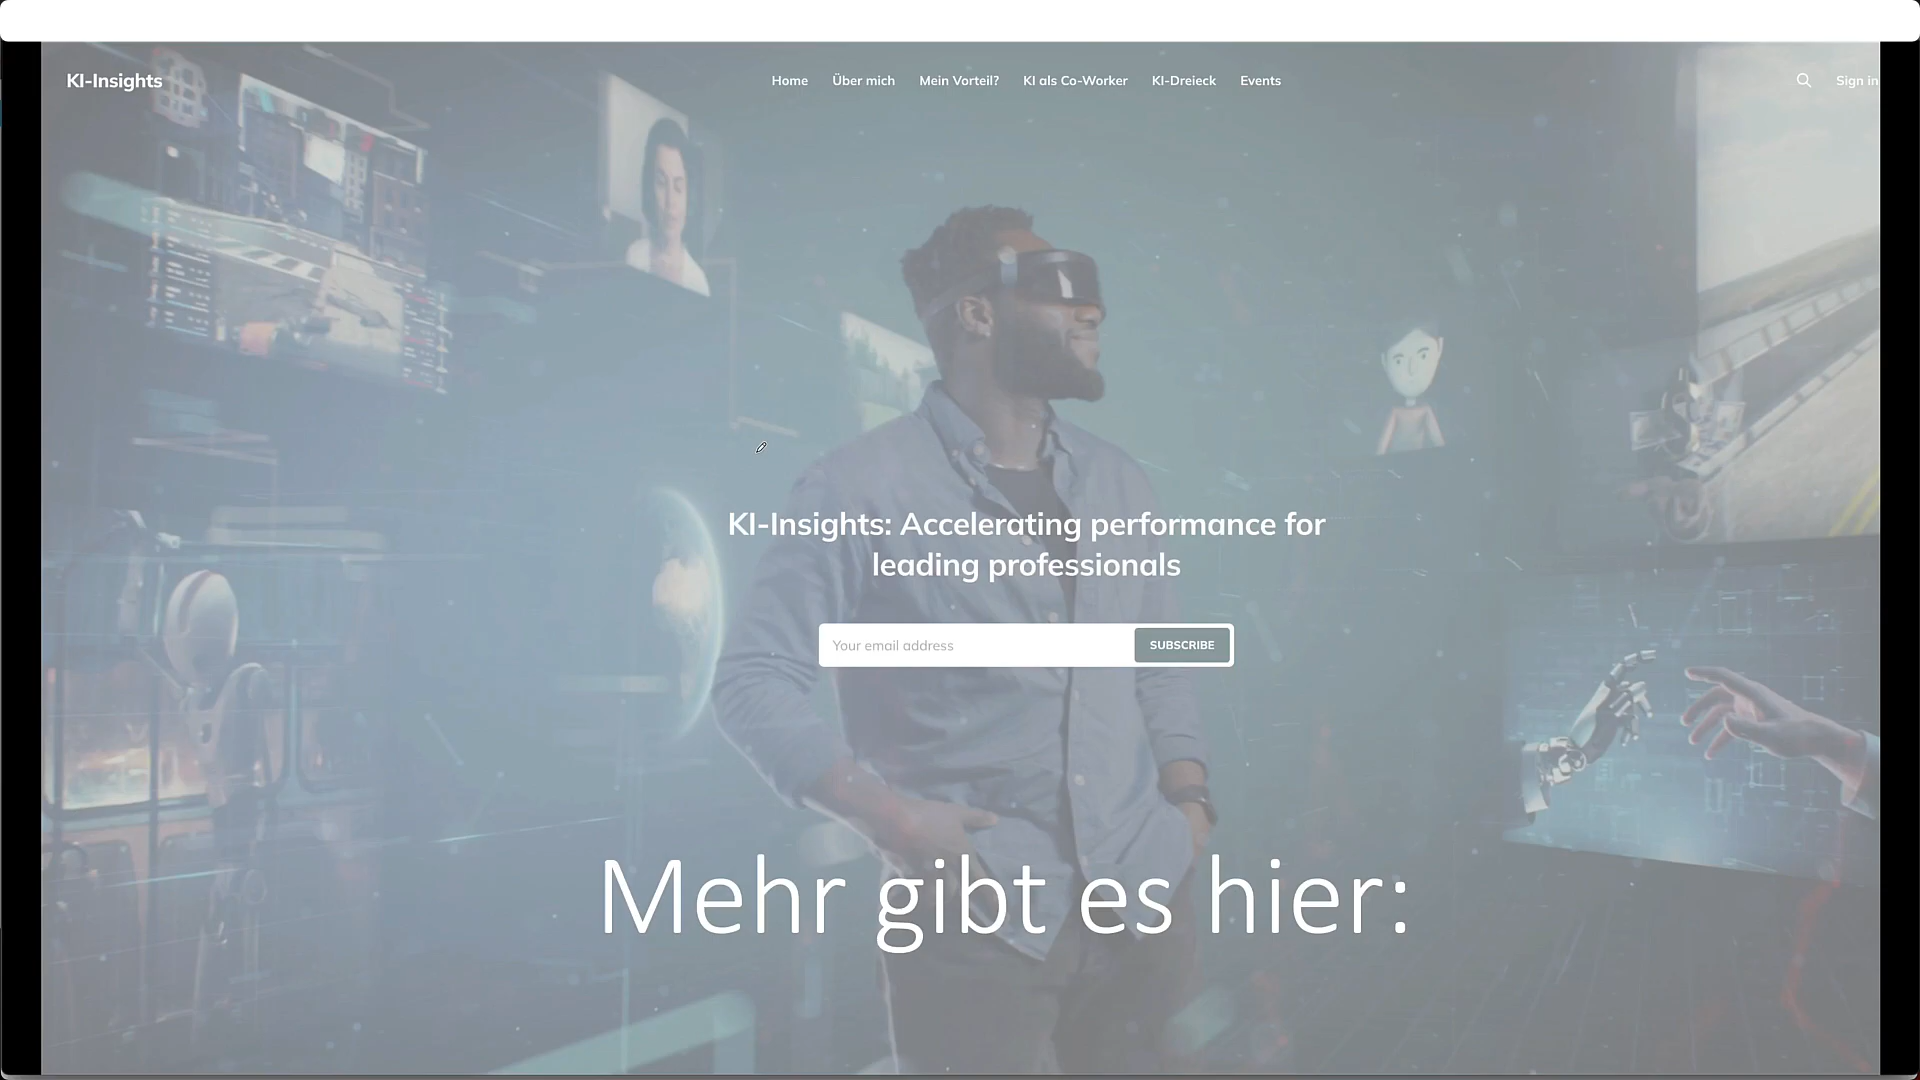 KI-Insights
Home Über mich Mein Vorteil? KI als Co-Worker KI-Dreieck Events
Sign in
KI-Insights: Accelerating performance for
leading professionals
Your email address
SUBSCRIBE
Mehr gibt es hier: